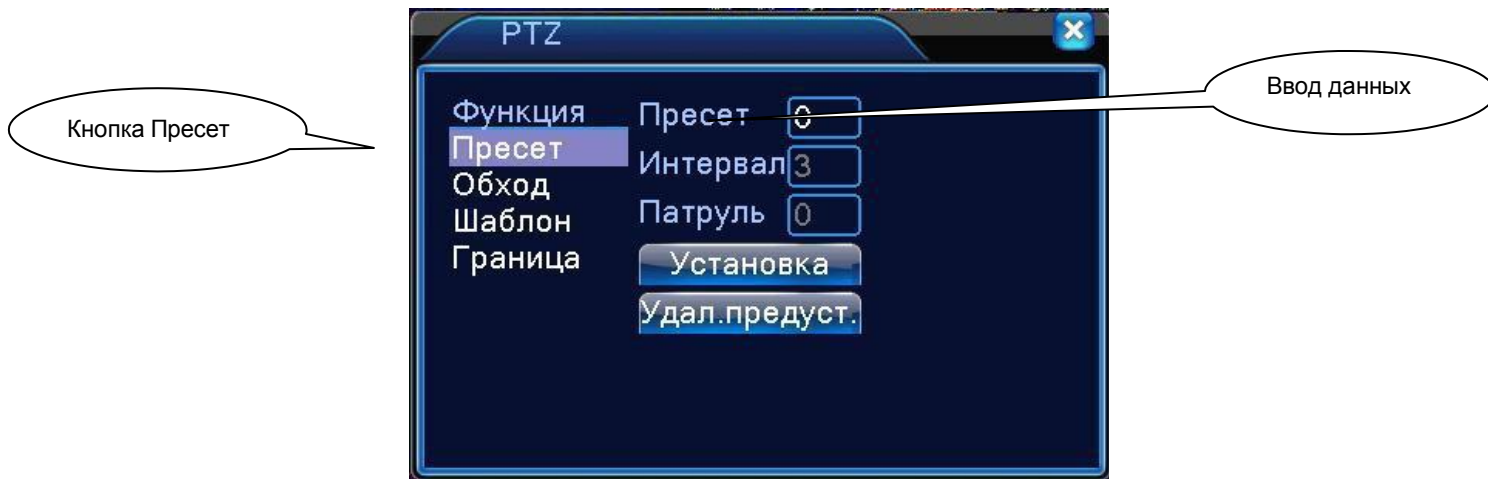 PTZ
Кнопка Пресет
Ввод данных
Функция
Пресет
Обход
Шаблон
Граница
Пресет 0
Интервал 3
Патруль 0
Установка
Удал.предуст.